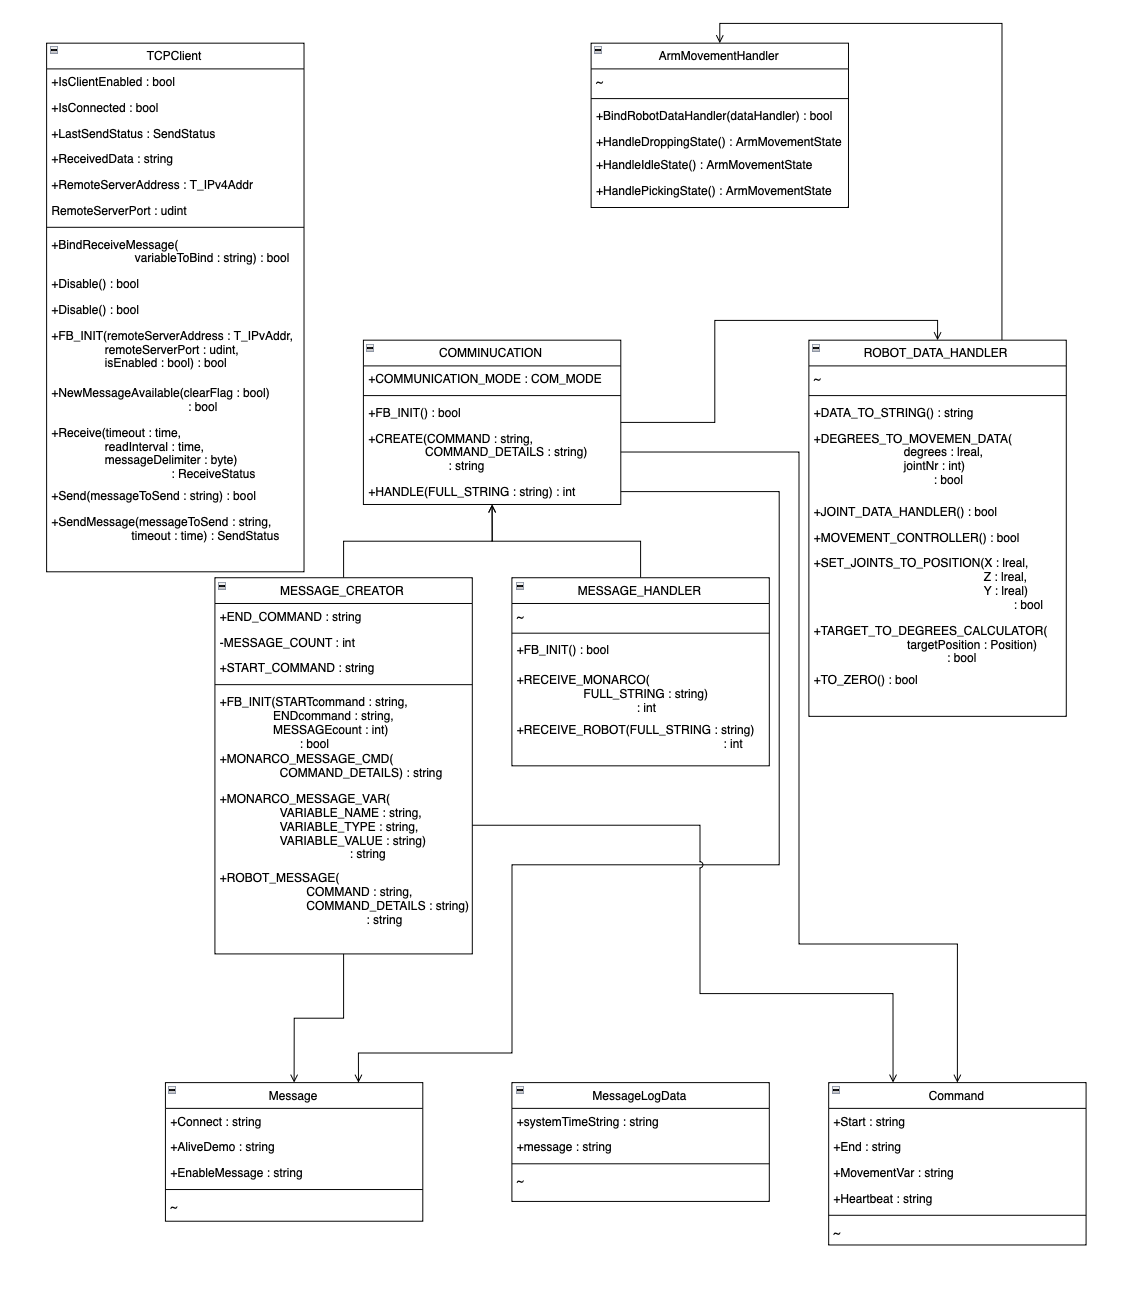 TCPClient
+IsClientEnabled : bool
+IsConnected : bool
+LastSendStatus : SendStatus
+ReceivedData : string
+RemoteServerAddress : T_IPv4Addr
RemoteServerPort : udint
+BindReceiveMessage(
variableToBind : string) : bool
+Disable() : bool
+Disable() : bool
+FB_INIT(remoteServerAddress : T_IPvAddr,
remoteServerPort : udint,
isEnabled : bool) : bool
+NewMessageAvailable(clearFlag : bool)
: bool
+Receive(timeout : time,
readInterval : time,
messageDelimiter : byte)
: ReceiveStatus
+Send(messageToSend : string) : bool
+SendMessage(messageToSend : string,
timeout : time) : SendStatus
ArmMovementHandler
~
+BindRobotDataHandler(dataHandler) : bool
+HandleDroppingState() : ArmMovementState
+HandleIdleState() : ArmMovementState
+HandlePickingState() : ArmMovementState
COMMINUCATION
+COMMUNICATION_MODE : COM_MODE
+FB_INIT() : bool
+CREATE(COMMAND : string,
COMMAND_DETAILS : string)
: string
+HANDLE(FULL_STRING : string) : int
ROBOT_DATA_HANDLER
~
+DATA_TO_STRING() : string
+DEGREES_TO_MOVEMEN_DATA(
degrees : lreal,
jointNr : int)
: bool
+JOINT_DATA_HANDLER() : bool
+MOVEMENT_CONTROLLER() : bool
+SET_JOINTS_TO_POSITION(X : lreal,
Z : lreal,
Y : lreal)
: bool
+TARGET_TO_DEGREES_CALCULATOR(
targetPosition : Position)
: bool
+TO_ZERO() : bool
MESSAGE_CREATOR
+END_COMMAND : string
-MESSAGE_COUNT : int
+START_COMMAND : string
+FB_INIT(STARTcommand : string,
ENDcommand : string,
MESSAGEcount : int)
: bool
+MONARCO_MESSAGE_CMD(
COMMAND_DETAILS) : string
+MONARCO_MESSAGE_VAR(
VARIABLE_NAME : string,
VARIABLE_TYPE : string,
VARIABLE_VALUE : string)
: string
+ROBOT_MESSAGE(
COMMAND : string,
COMMAND_DETAILS : string)
: string
MESSAGE_HANDLER
~
+FB_INIT() : bool
+RECEIVE_MONARCO(
FULL_STRING : string)
: int
+RECEIVE_ROBOT(FULL_STRING : string)
: int
Message
+Connect : string
+AliveDemo : string
+EnableMessage : string
~
MessageLogData
+systemTimeString : string
+message : string
~
Command
+Start : string
+End : string
+MovementVar : string
+Heartbeat : string
~